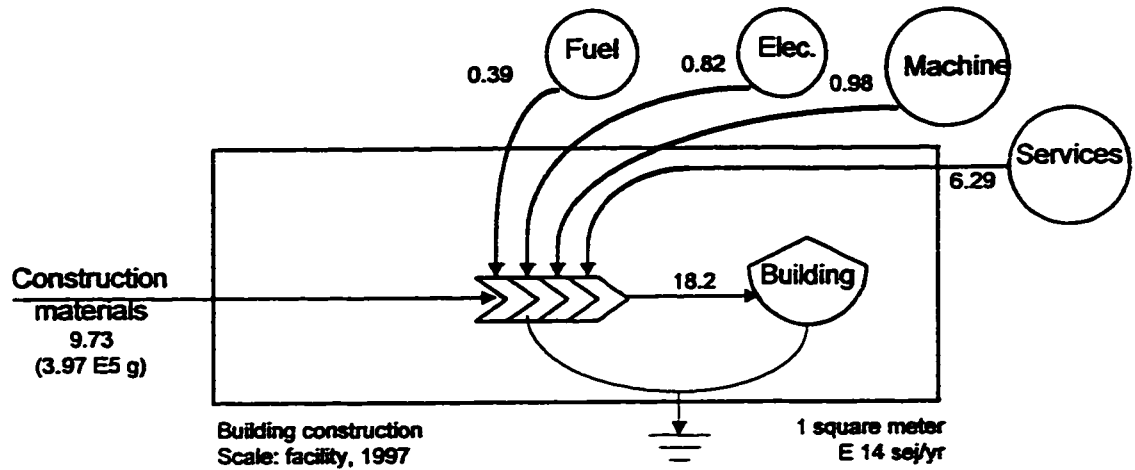 Fuel
Elec.
Machine
Services
0.39
0.82
0.98
6.29
Construction
materials
9.73
(3.97 E5 g)
18.2
Building
Building construction
Scale: facility, 1997
1 square meter
E 14 sej/yr